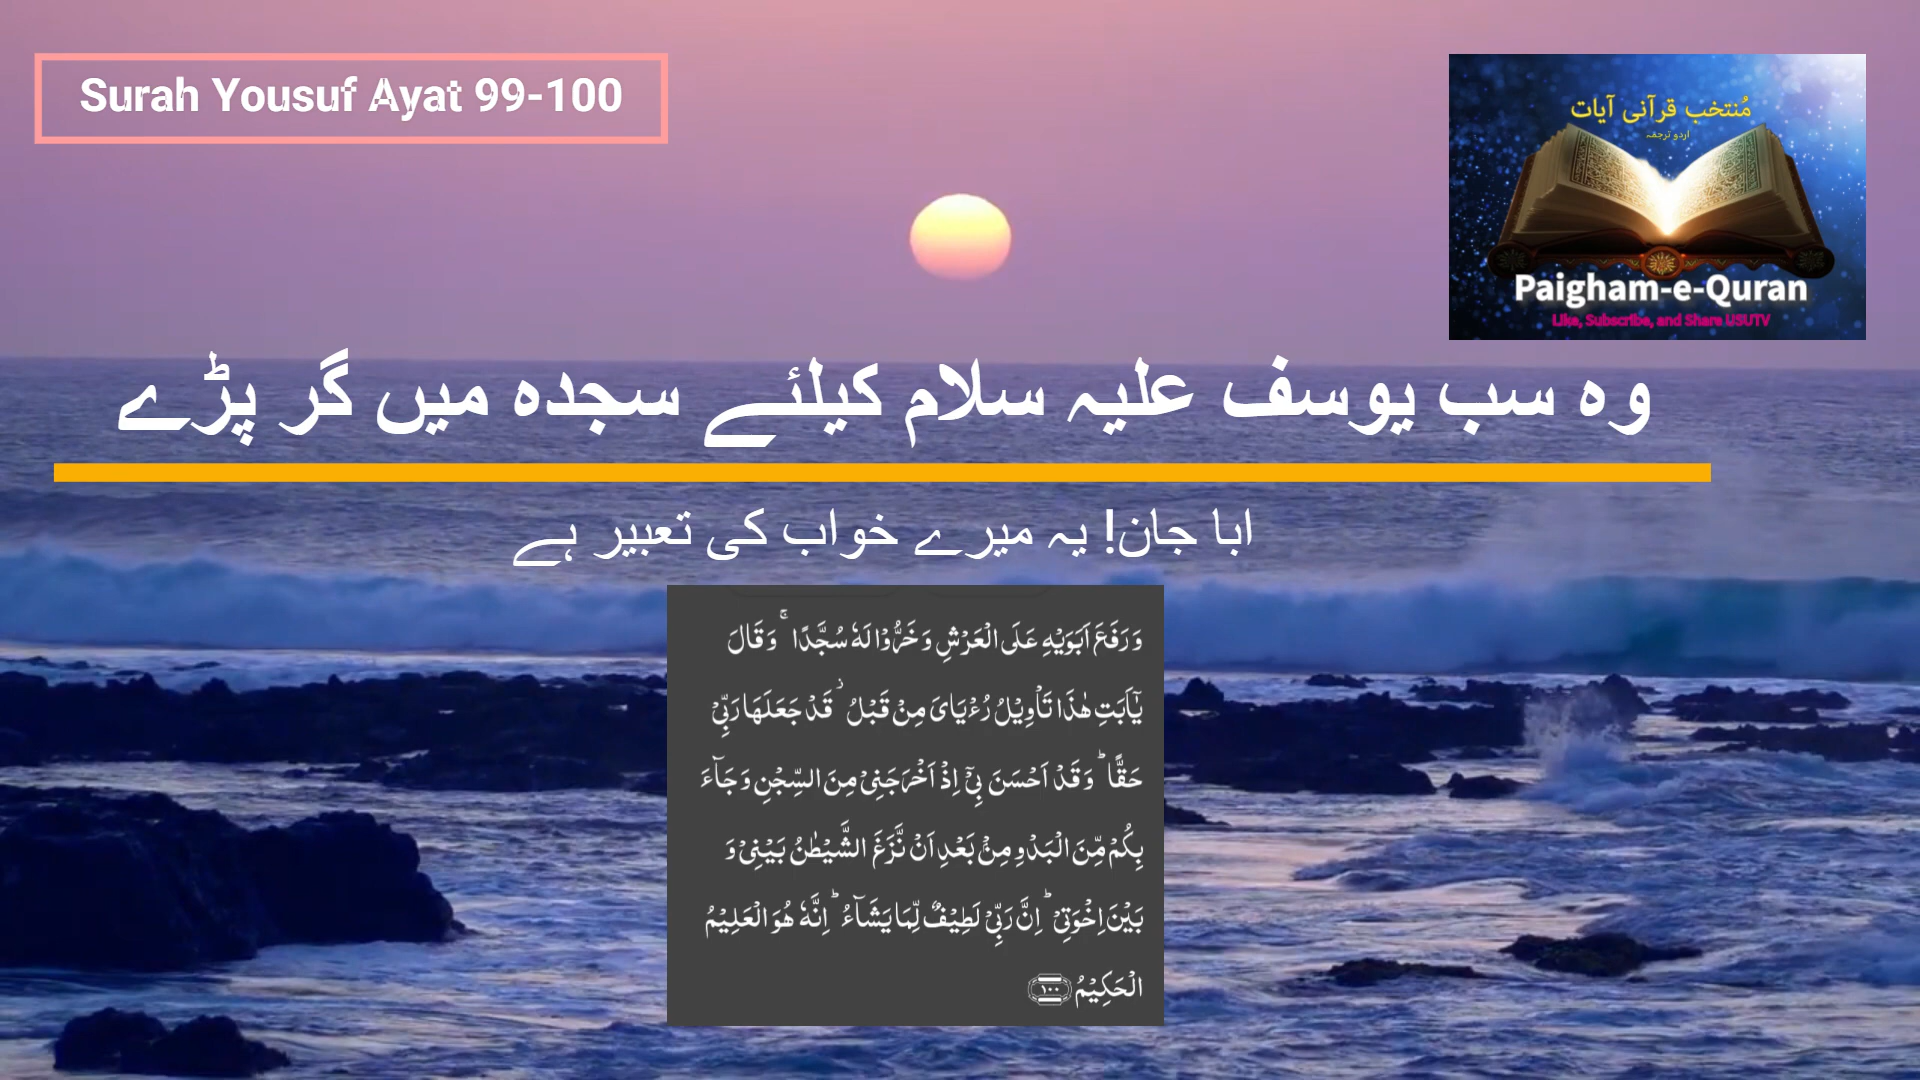 Surah Yousuf Ayat 99-100
مُنتخب قرآنی آیات
اردو ترجمہ
Paigham-e-Quran
Like, Subscribe, and Share USUTV
وہ سب یوسف علیہ سلام کیلئے سجدہ میں گر پڑے
ابا جان! یہ میرے خواب کی تعبیر ہے
وَ رَفَعَ اَبَوَیْهِ عَلَی الْعَرْشِ وَ خَرُّوْا لَهٗ سُجَّدًا ۚ وَ قَالَ
یٰۤاَبَتِ هٰذَا تَاْوِیْلُ رُءْیَایَ مِنْ قَبْلُ ؗ قَدْ جَعَلَهَا رَبِّیْ
حَقًّا ؕ وَ قَدْ اَحْسَنَ بِیْۤ اِذْ اَخْرَجَنِیْ مِنَ السِّجْنِ وَ جَآءَ
بِكُمْ مِّنَ الْبَدْوِ مِنْۢ بَعْدِ اَنْ نَّزَغَ الشَّیْطٰنُ بَیْنِیْ وَ
بَیْنَ اِخْوَتِیْ ؕ اِنَّ رَبِّیْ لَطِیْفٌ لِّمَا یَشَآءُ ؕ اِنَّهٗ هُوَ الْعَلِیْمُ
الْحَكِیْمُ ۝۱۰۰